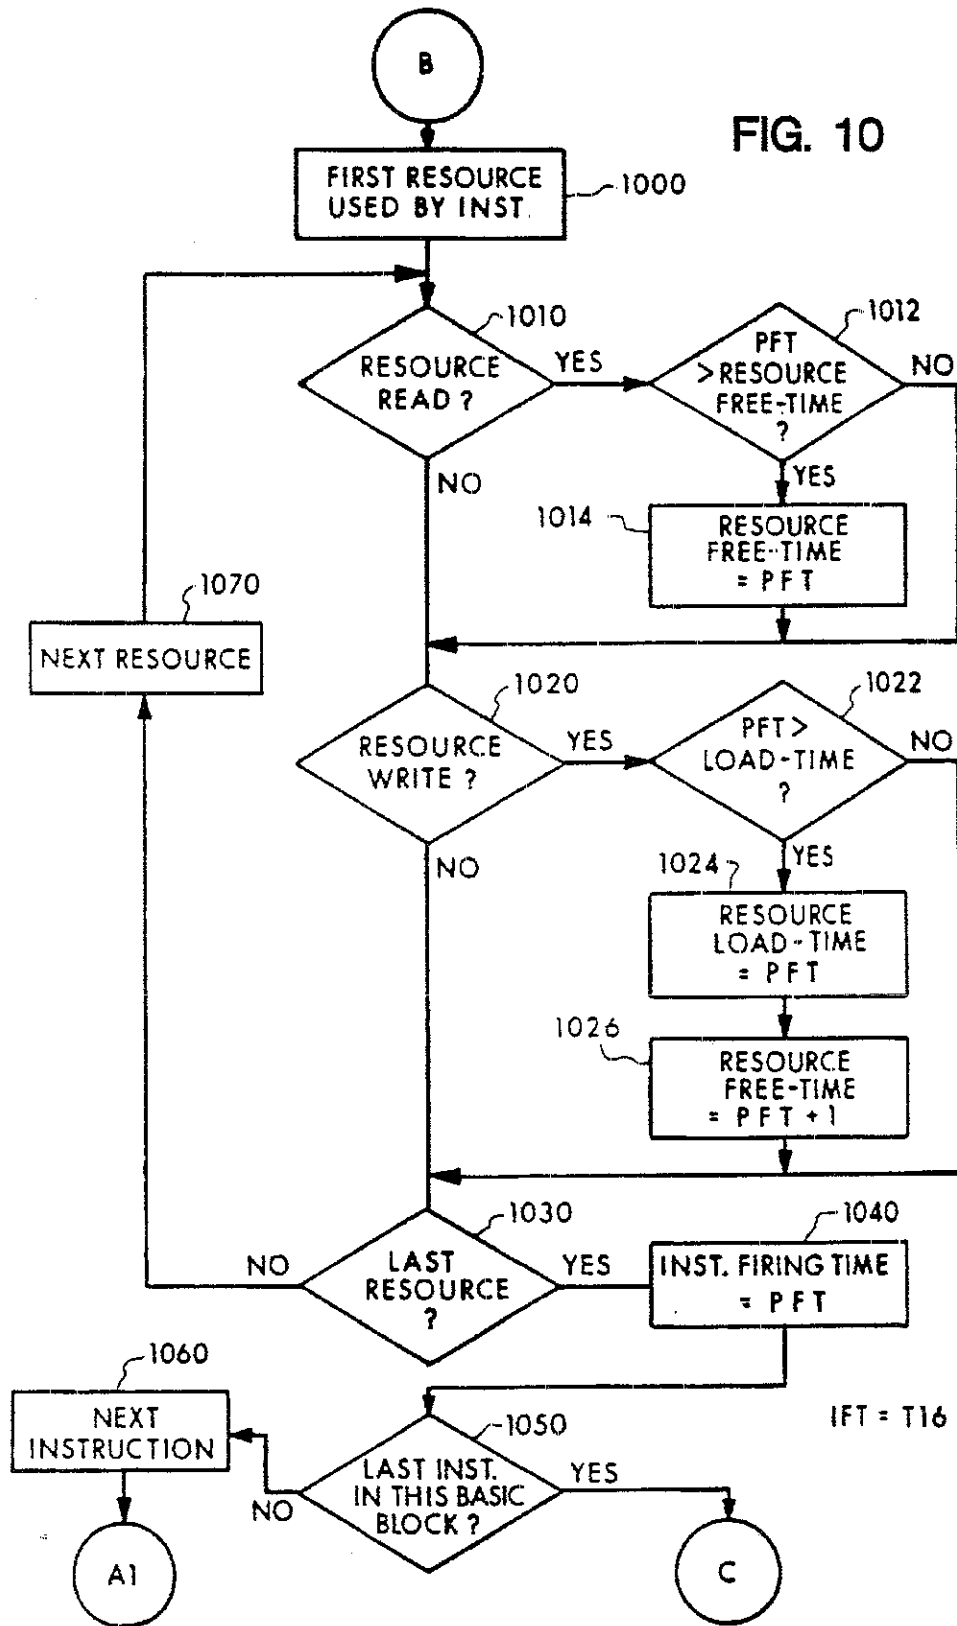 B
FIG. 10
FIRST RESOURCE
USED BY INST.
1000
1010
RESOURCE
READ ?
YES
NO
1012
PFT
>RESOURCE
FREE-TIME
?
NO
YES
1014
RESOURCE
FREE-TIME
= PFT
1070
NEXT RESOURCE
1020
RESOURCE
WRITE ?
YES
NO
1022
PFT >
LOAD-TIME
?
NO
YES
1024
RESOURCE
LOAD-TIME
= PFT
1026
RESOURCE
FREE-TIME
= PFT + 1
1030
LAST
RESOURCE
?
NO
YES
1040
INST. FIRING TIME
= PFT
1060
NEXT
INSTRUCTION
1050
LAST INST.
IN THIS BASIC
BLOCK ?
NO
YES
IFT = T16
A1
C